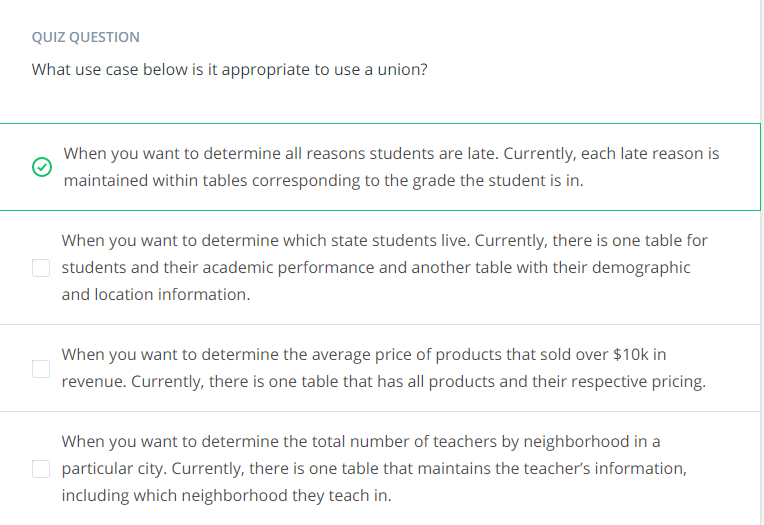 QUIZ QUESTION
What use case below is it appropriate to use a union?
When you want to determine all reasons students are late. Currently, each late reason is
maintained within tables corresponding to the grade the student is in.
When you want to determine which state students live. Currently, there is one table for
students and their academic performance and another table with their demographic
and location information.
When you want to determine the average price of products that sold over $10k in
revenue. Currently, there is one table that has all products and their respective pricing.
When you want to determine the total number of teachers by neighborhood in a
particular city. Currently, there is one table that maintains the teacher’s information,
including which neighborhood they teach in.